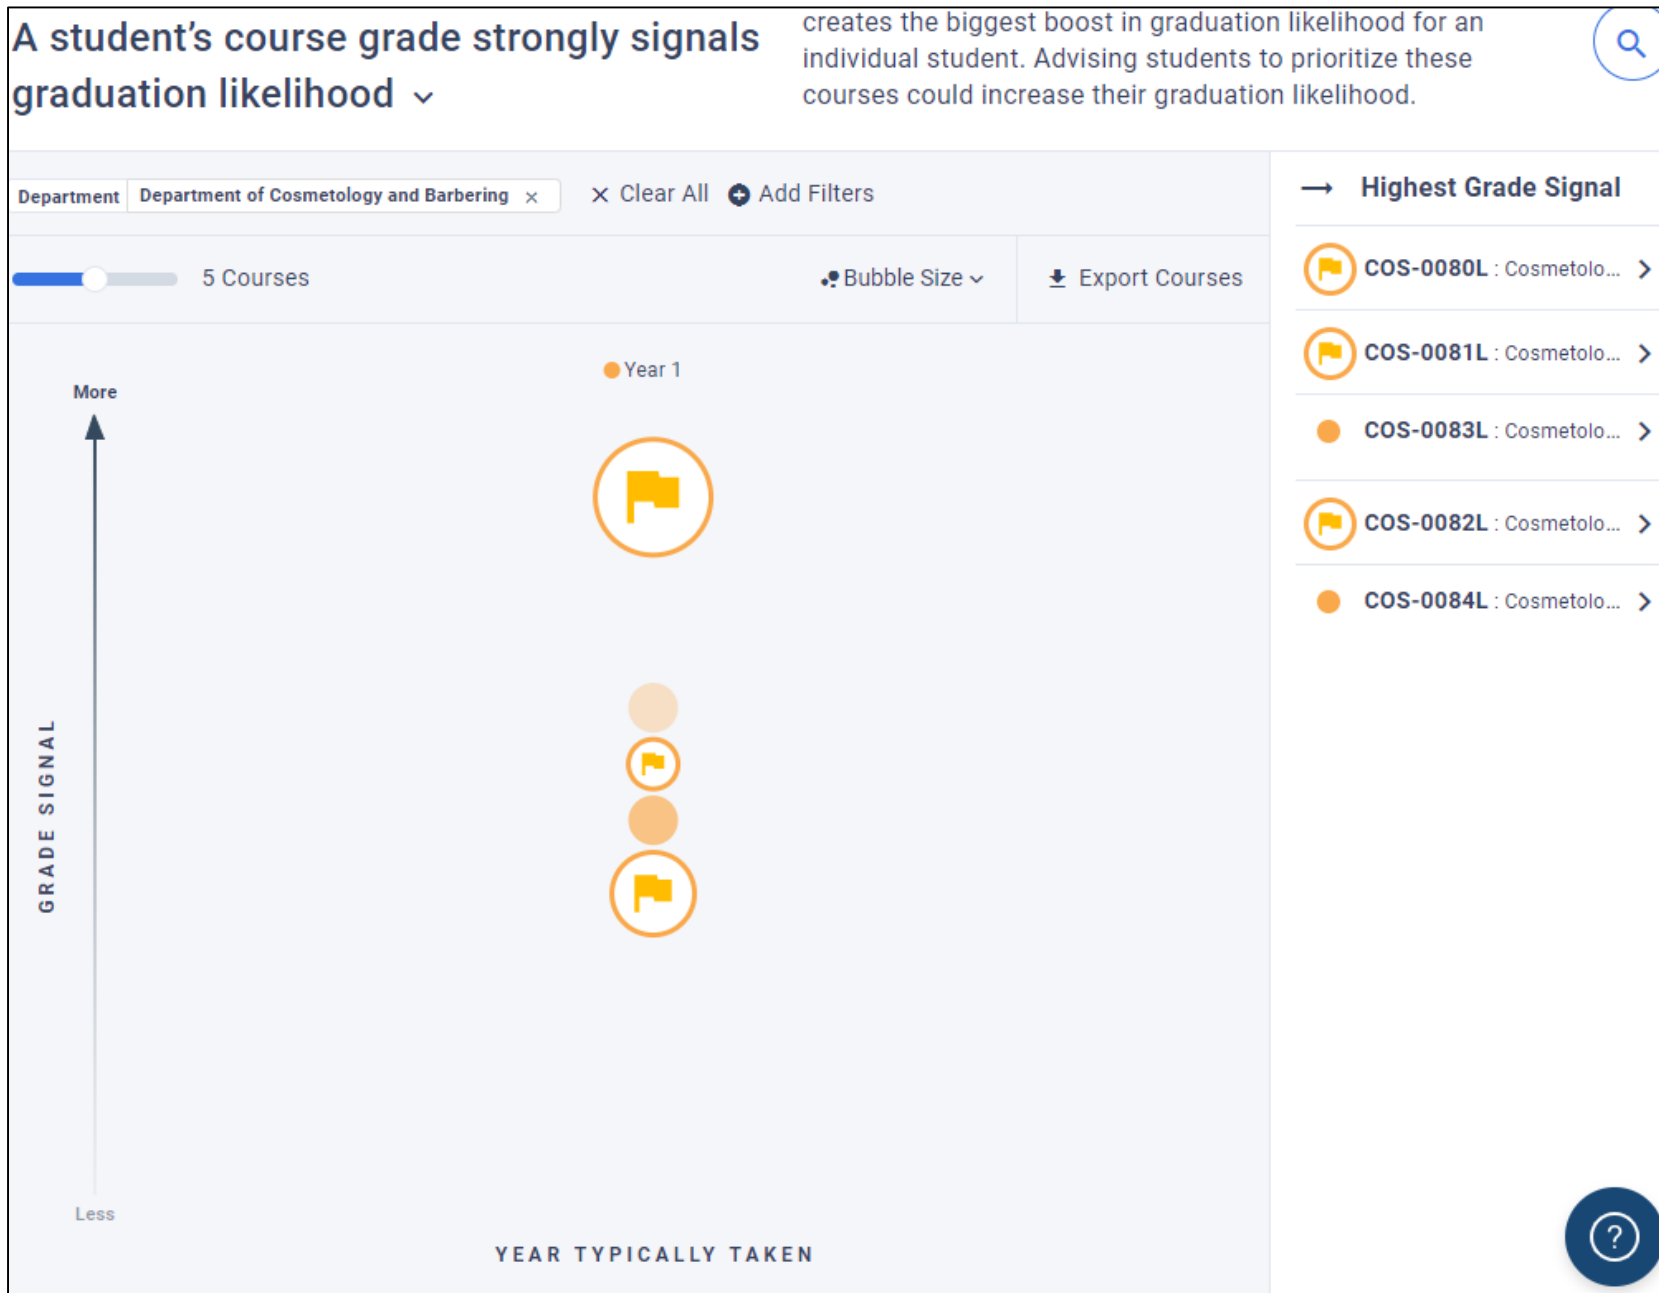 A student's course grade strongly signals
graduation likelihood
creates the biggest boost in graduation likelihood for an
individual student. Advising students to prioritize these
courses could increase their graduation likelihood.
Department Department of Cosmetology and Barbering × × Clear All Add Filters
5 Courses Bubble Size Export Courses
Year 1
More
GRADE SIGNAL
Less
YEAR TYPICALLY TAKEN
→ Highest Grade Signal
COS-0080L : Cosmetolo...
COS-0081L : Cosmetolo...
COS-0083L : Cosmetolo...
COS-0082L : Cosmetolo...
COS-0084L : Cosmetolo...
?